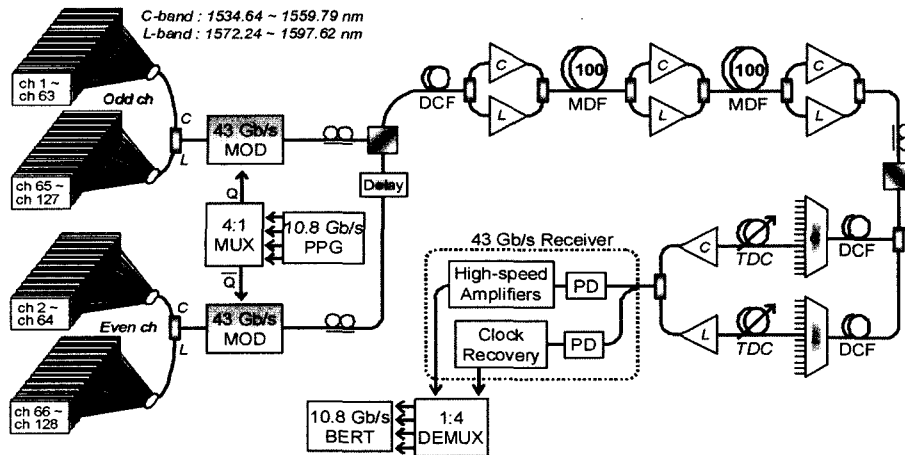 C-band : 1534.64 ~ 1559.79 nm
L-band : 1572.24 ~ 1597.62 nm
ch 1 ~
ch 63
Odd ch
C
L
ch 65 ~
ch 127
43 Gb/s
MOD
Q
4:1
MUX
10.8 Gb/s
PPG
Q
43 Gb/s
MOD
ch 2 ~
ch 64
Even ch
C
L
ch 66 ~
ch 128
Delay
DCF
C
L
100
MDF
C
L
100
MDF
C
L
DCF
TDC
C
DCF
TDC
L
43 Gb/s Receiver
High-speed
Amplifiers
PD
Clock
Recovery
PD
10.8 Gb/s
BERT
1:4
DEMUX